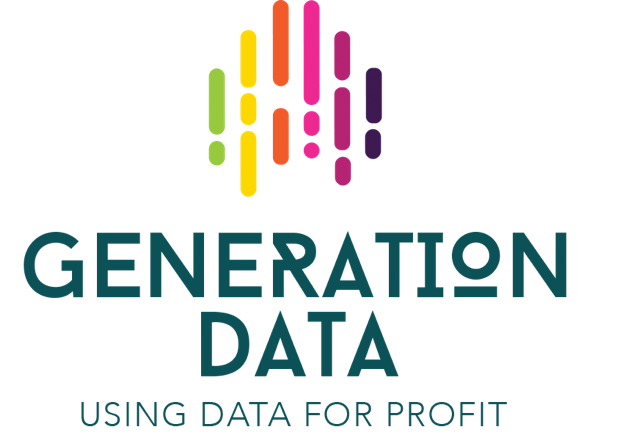 GENERATION
DATA
USING DATA FOR PROFIT